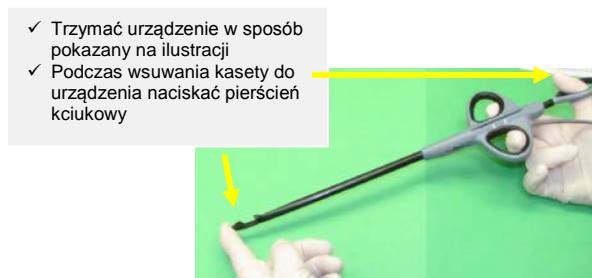 ✓ Trzymać urządzenie w sposób
pokazany na ilustracji
✓ Podczas wsuwania kasety do
urządzenia naciskać pierścień
kciukowy